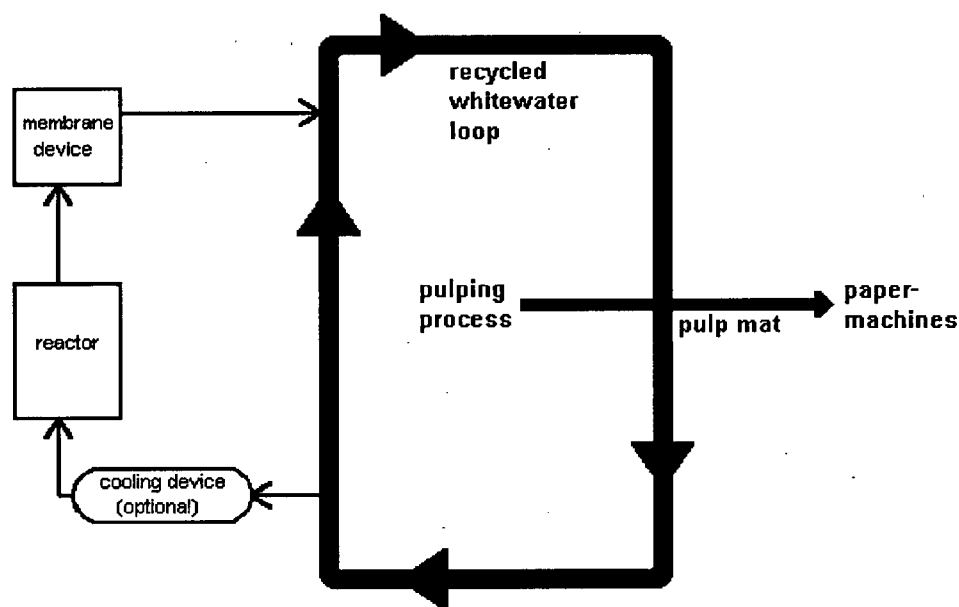 recycled
whitewater
loop
membrane
device
pulping
process
pulp mat
paper-
machines
reactor
cooling device
(optional)